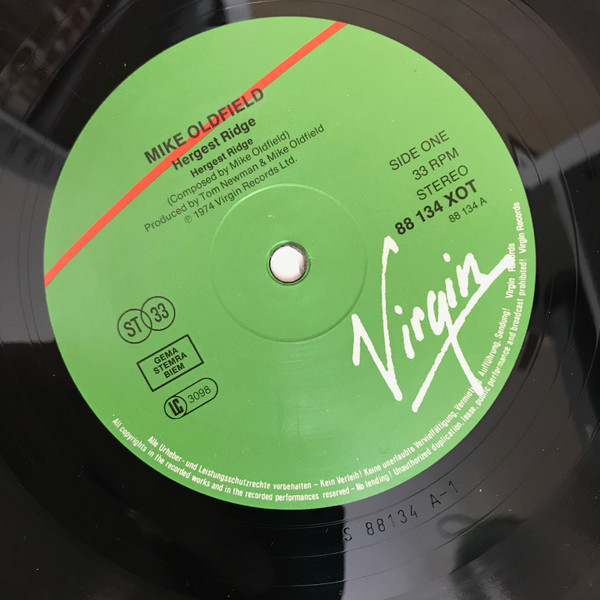 MIKE OLDFIELD
Hergest Ridge
Hergest Ridge
(Composed by Mike Oldfield)
Produced by Tom Newman & Mike Oldfield
℗ 1974 Virgin Records Ltd.
SIDE ONE
33 RPM
STEREO
88 134 XOT
88 134 A
Virgin
ST 33
GEMA
STEMRA
BIEM
LC 3098
Alle Urheber- und Leistungsschutzrechte vorbehalten – Kein Verleih! Keine unerlaubte Vervielfältigung, Vermietung, Aufführung, Sendung! Virgin Records
All copyrights in the recorded works and in the recorded performances reserved – No lending! Unauthorized duplication, lease, public performance and broadcast prohibited! Virgin Records
S 88134 A-1